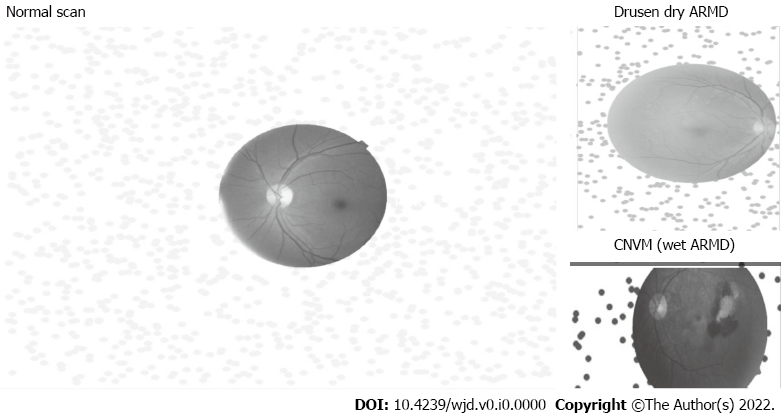 Normal scan
Drusen dry ARMD
CNVM (wet ARMD)
DOI: 10.4239/wjd.v0.i0.0000 Copyright ©The Author(s) 2022.